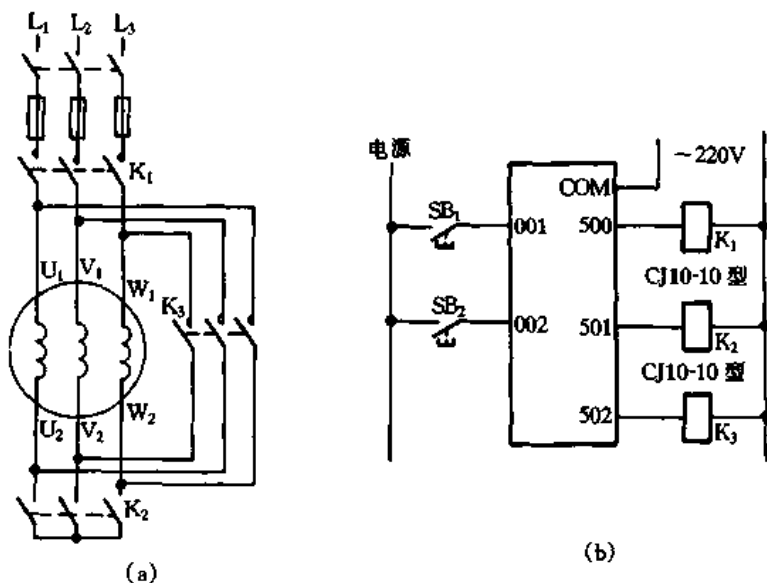 L₁ L₂ L₃
K₁
U₁ V₁ W₁
K₃
U₂ V₂ W₂
K₂
(a)
电源
~220V
COM
SB₁ 001 500 K₁
CJ10-10 型
SB₂ 002 501 K₂
CJ10-10 型
502 K₃
(b)